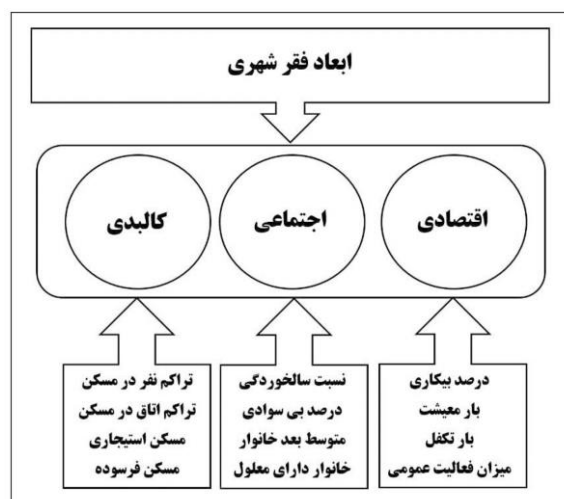 ابعاد فقر شهری
اقتصادی
اجتماعی
کالبدی
درصد بیکاری
بار معیشت
بار تکفل
میزان فعالیت عمومی
نسبت سالخوردگی
درصد بی سوادی
متوسط بعد خانوار
خانوار دارای معلول
تراکم نفر در مسکن
تراکم اتاق در مسکن
مسکن استیجاری
مسکن فرسوده